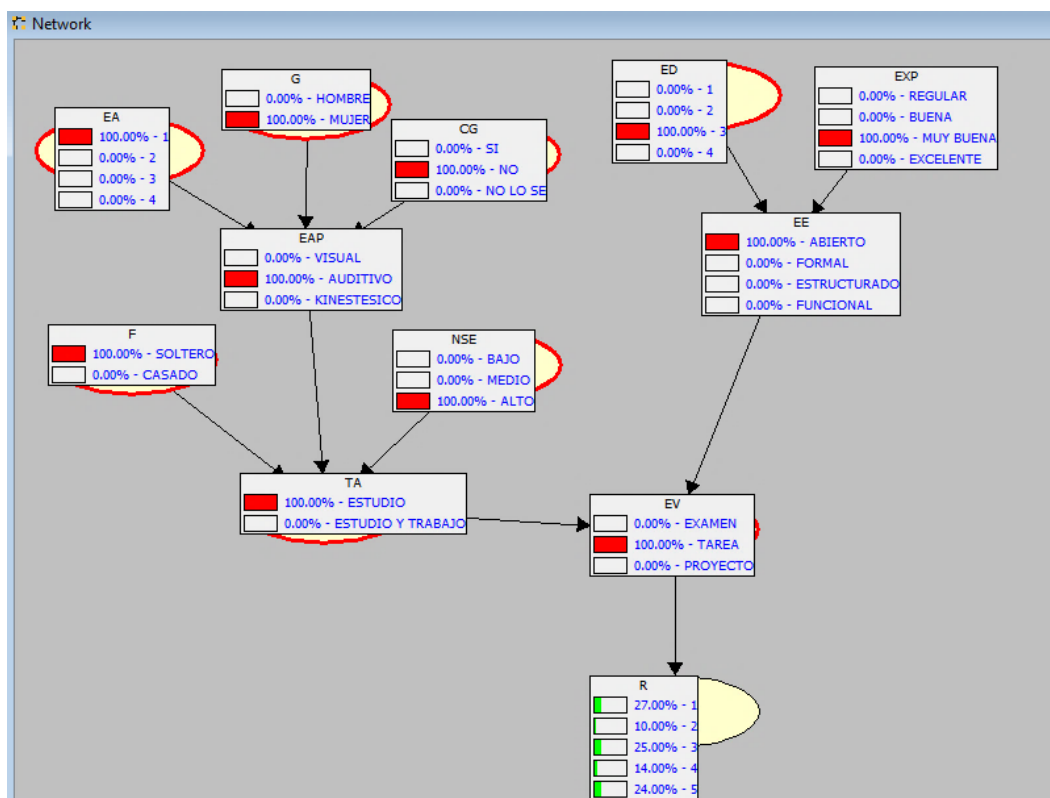 Network
G
0.00% - HOMBRE
100.00% - MUJER
EA
100.00% - 1
0.00% - 2
0.00% - 3
0.00% - 4
CG
0.00% - SI
100.00% - NO
0.00% - NO LO SE
ED
0.00% - 1
0.00% - 2
100.00% - 3
0.00% - 4
EXP
0.00% - REGULAR
0.00% - BUENA
100.00% - MUY BUENA
0.00% - EXCELENTE
EAP
0.00% - VISUAL
100.00% - AUDITIVO
0.00% - KINESTESICO
EE
100.00% - ABIERTO
0.00% - FORMAL
0.00% - ESTRUCTURADO
0.00% - FUNCIONAL
F
100.00% - SOLTERO
0.00% - CASADO
NSE
0.00% - BAJO
0.00% - MEDIO
100.00% - ALTO
TA
100.00% - ESTUDIO
0.00% - ESTUDIO Y TRABAJO
EV
0.00% - EXAMEN
100.00% - TAREA
0.00% - PROYECTO
R
27.00% - 1
10.00% - 2
25.00% - 3
14.00% - 4
24.00% - 5